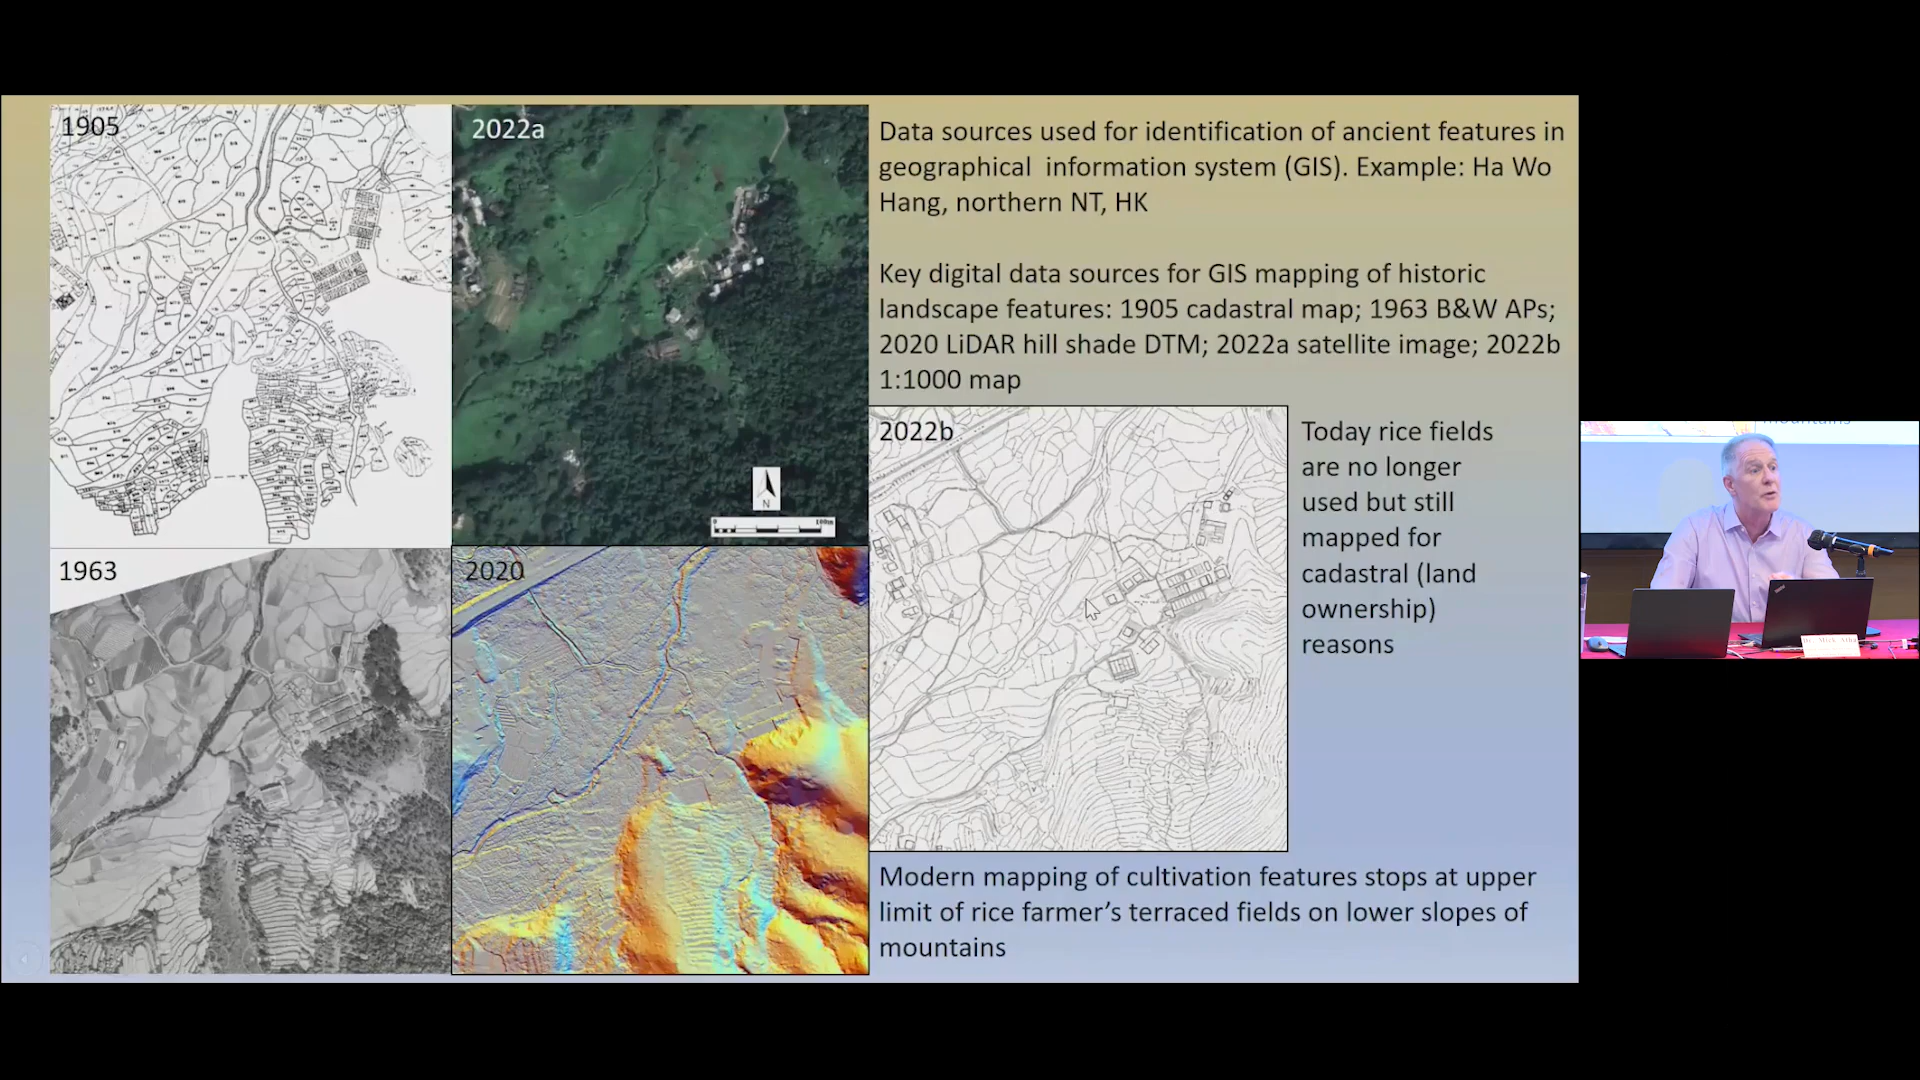 1905
2022a
N
0
100m
1963
2020
Data sources used for identification of ancient features in
geographical information system (GIS). Example: Ha Wo
Hang, northern NT, HK
Key digital data sources for GIS mapping of historic
landscape features: 1905 cadastral map; 1963 B&W APs;
2020 LiDAR hill shade DTM; 2022a satellite image; 2022b
1:1000 map
2022b
Today rice fields
are no longer
used but still
mapped for
cadastral (land
ownership)
reasons
Modern mapping of cultivation features stops at upper
limit of rice farmer's terraced fields on lower slopes of
mountains
mountains